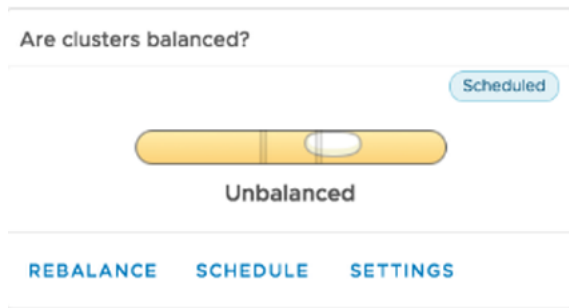 Are clusters balanced?
Scheduled
Unbalanced
REBALANCE SCHEDULE SETTINGS